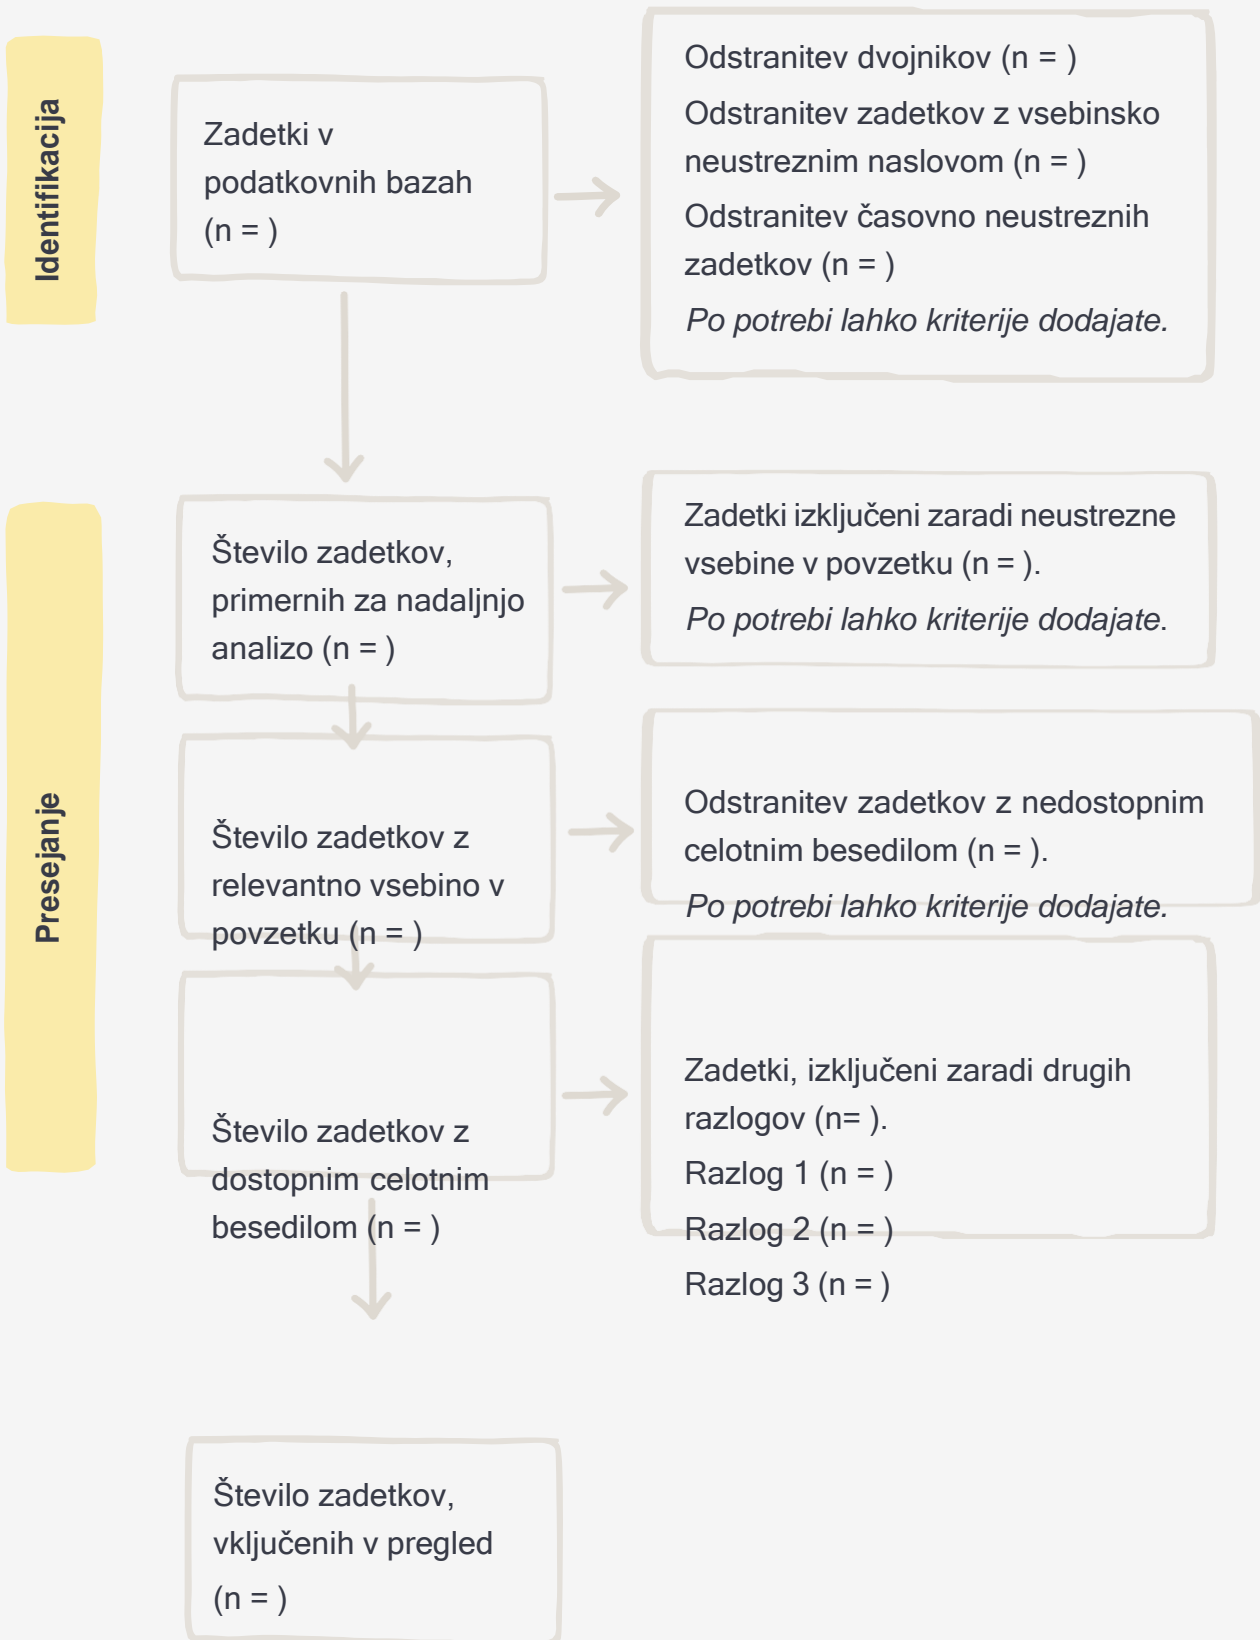 Identifikacija
Zadetki v
podatkovnih bazah
(n = )
Odstranitev dvojnikov (n = )
Odstranitev zadetkov z vsebinsko
neustreznim naslovom (n = )
Odstranitev časovno neustreznih
zadetkov (n = )
Po potrebi lahko kriterije dodajate.
Presejanje
Število zadetkov,
primernih za nadaljnjo
analizo (n = )
Zadetki izključeni zaradi neustrezne
vsebine v povzetku (n = ).
Po potrebi lahko kriterije dodajate.
Število zadetkov z
relevantno vsebino v
povzetku (n = )
Odstranitev zadetkov z nedostopnim
celotnim besedilom (n = ).
Po potrebi lahko kriterije dodajate.
Število zadetkov z
dostopnim celotnim
besedilom (n = )
Zadetki, izključeni zaradi drugih
razlogov (n= ).
Razlog 1 (n = )
Razlog 2 (n = )
Razlog 3 (n = )
Število zadetkov,
vključenih v pregled
(n = )